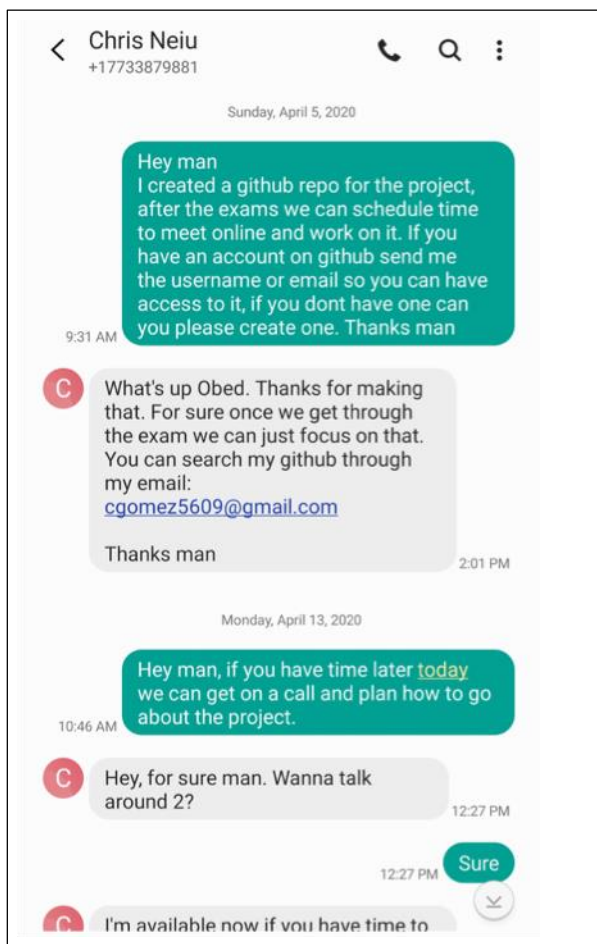 Chris Neiu
+17733879881
Sunday, April 5, 2020
Hey man
I created a github repo for the project,
after the exams we can schedule time
to meet online and work on it. If you
have an account on github send me
the username or email so you can have
access to it, if you dont have one can
you please create one. Thanks man
9:31 AM
C
What's up Obed. Thanks for making
that. For sure once we get through
the exam we can just focus on that.
You can search my github through
my email:
cgomez5609@gmail.com
Thanks man
2:01 PM
Monday, April 13, 2020
Hey man, if you have time later today
we can get on a call and plan how to go
about the project.
10:46 AM
C
Hey, for sure man. Wanna talk
around 2?
12:27 PM
Sure
12:27 PM
C
I'm available now if you have time to